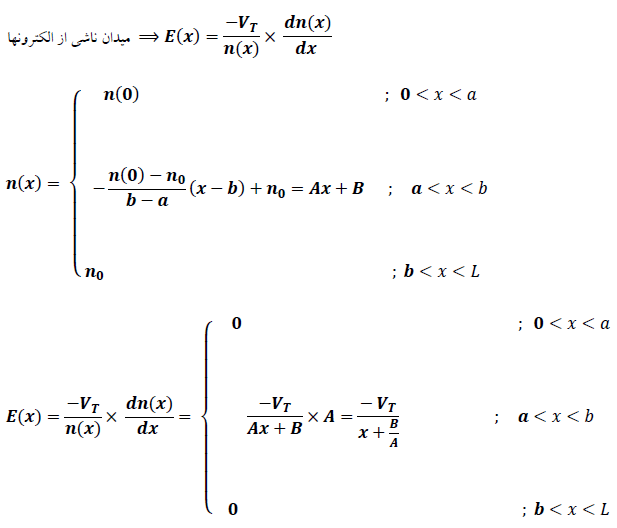 میدان ناشی از الکترونها ⟹ E(x) = -V_T/n(x) × dn(x)/dx
n(x) = { n(0) ; 0 < x < a
-(n(0) - n_0)/(b - a) (x - b) + n_0 = Ax + B ; a < x < b
n_0 ; b < x < L
E(x) = -V_T/n(x) × dn(x)/dx = { 0 ; 0 < x < a
-V_T/(Ax + B) × A = -V_T/(x + B/A) ; a < x < b
0 ; b < x < L